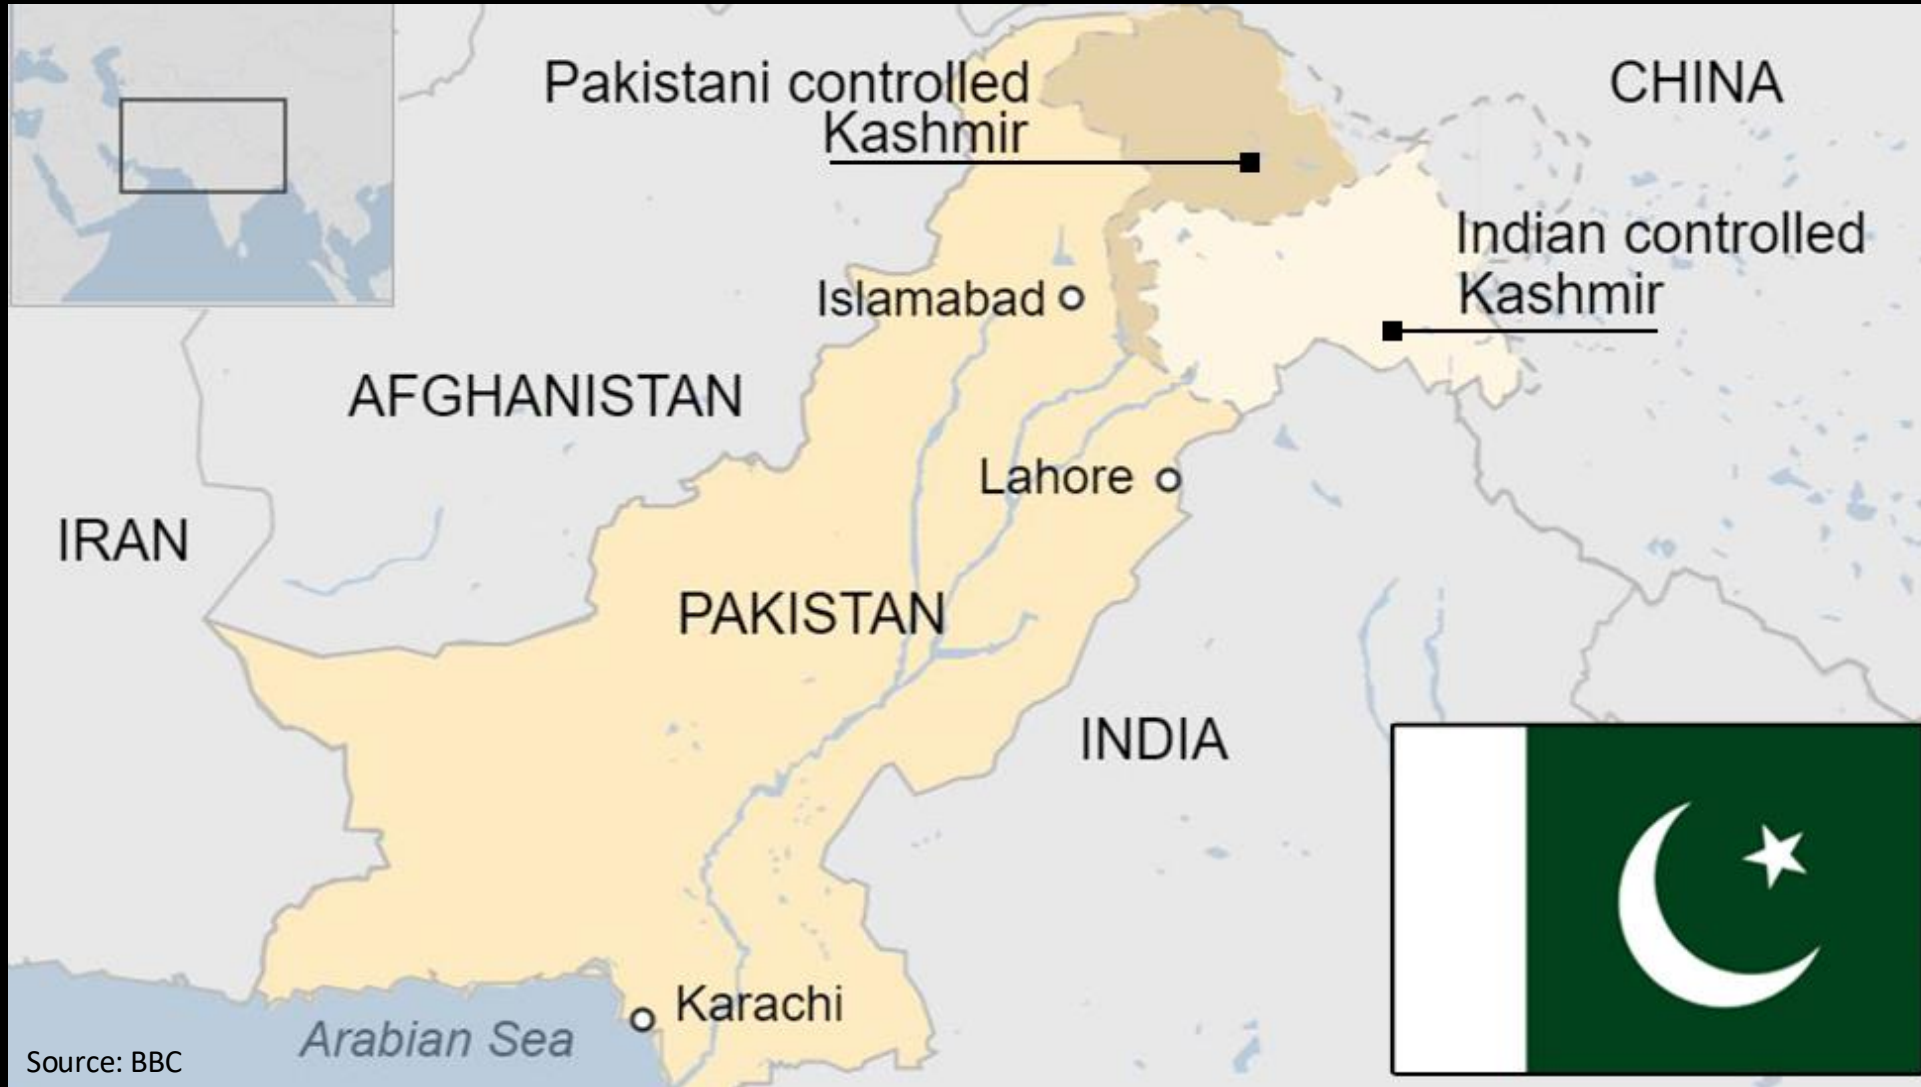 Pakistani controlled
Kashmir
CHINA
Indian controlled
Kashmir
Islamabad
AFGHANISTAN
Lahore
IRAN
PAKISTAN
INDIA
Karachi
Arabian Sea
Source: BBC